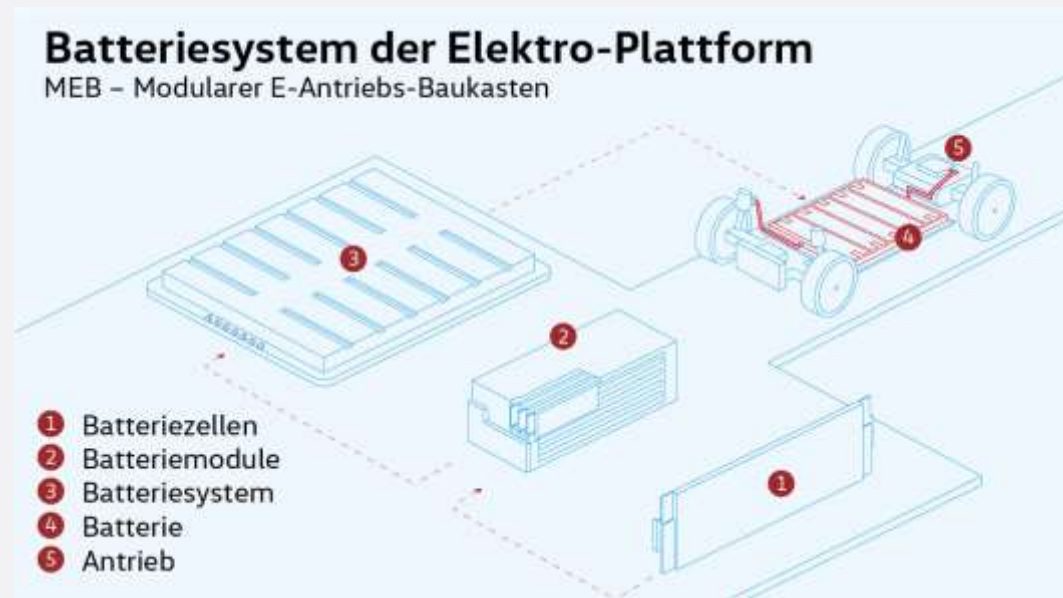 Batteriesystem der Elektro-Plattform
MEB – Modularer E-Antriebs-Baukasten
5
4
3
2
1
1 Batteriezellen
2 Batteriemodule
3 Batteriesystem
4 Batterie
5 Antrieb